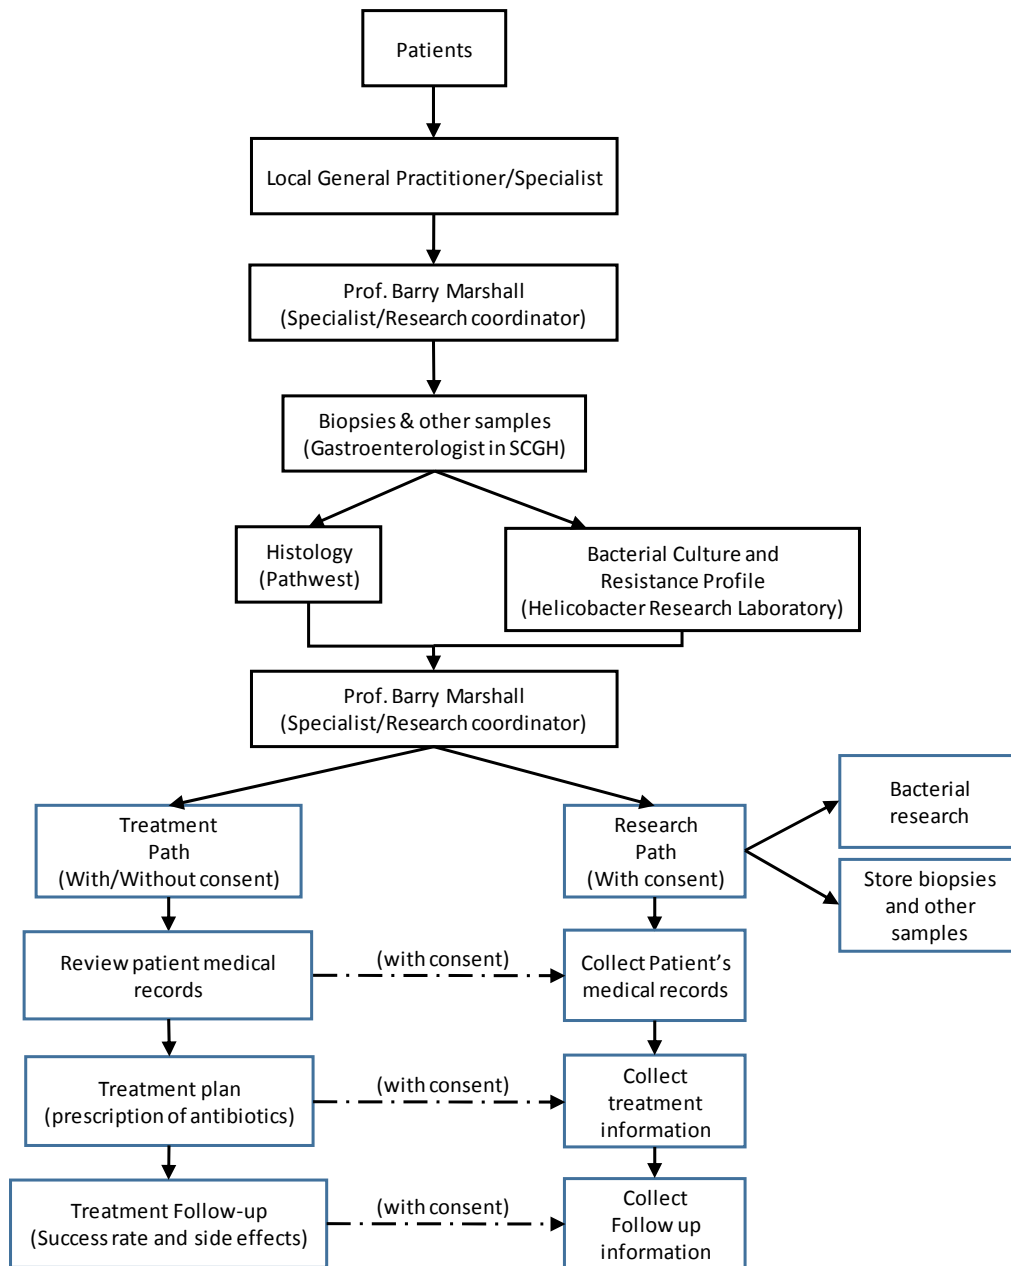 Patients
Local General Practitioner/Specialist
Prof. Barry Marshall
(Specialist/Research coordinator)
Biopsies & other samples
(Gastroenterologist in SCGH)
Histology
(Pathwest)
Bacterial Culture and
Resistance Profile
(Helicobacter Research Laboratory)
Prof. Barry Marshall
(Specialist/Research coordinator)
Treatment
Path
(With/Without consent)
Research
Path
(With consent)
Bacterial
research
Store biopsies
and other
samples
Review patient medical
records
(with consent)
Collect Patient’s
medical records
Treatment plan
(prescription of antibiotics)
(with consent)
Collect
treatment
information
Treatment Follow-up
(Success rate and side effects)
(with consent)
Collect
Follow up
information